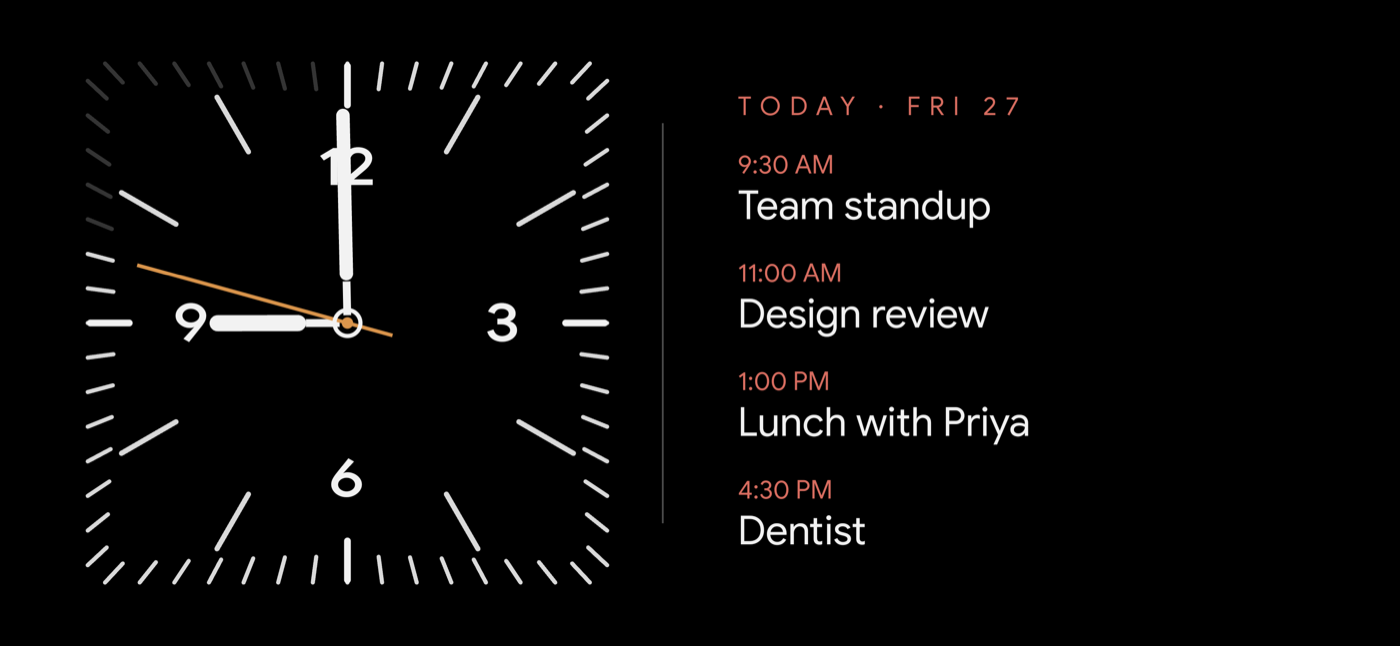 12
9
3
6
TODAY · FRI 27
9:30 AM
Team standup
11:00 AM
Design review
1:00 PM
Lunch with Priya
4:30 PM
Dentist